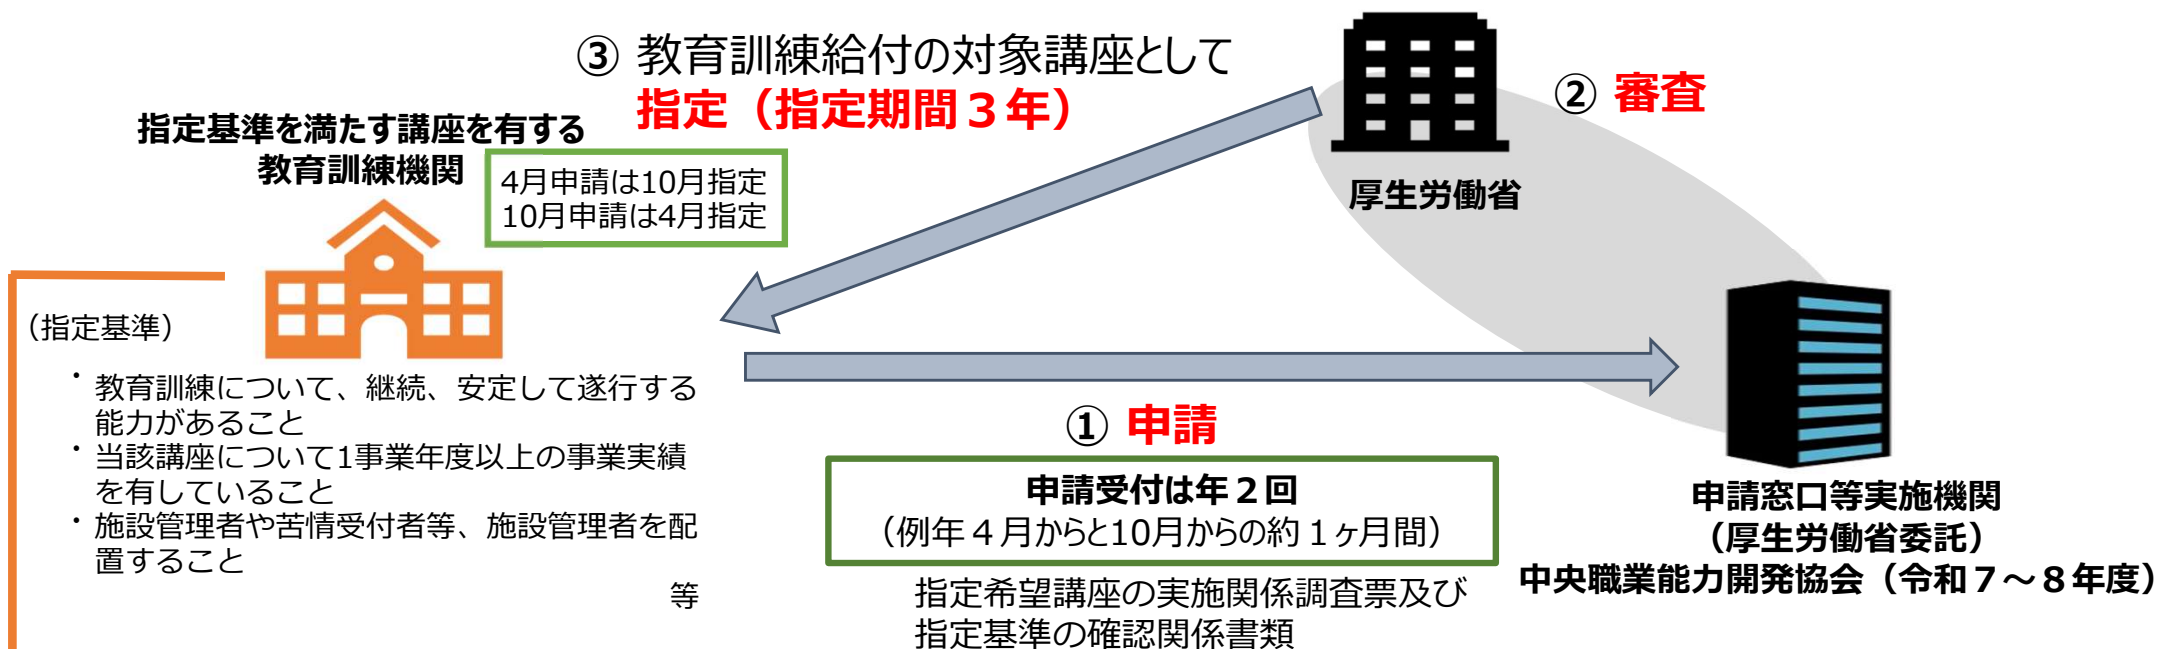 ③ 教育訓練給付の対象講座として
指定（指定期間３年）
② 審査
指定基準を満たす講座を有する
教育訓練機関
4月申請は10月指定
10月申請は4月指定
厚生労働省
（指定基準）
・教育訓練について、継続、安定して遂行する
能力があること
・当該講座について1事業年度以上の事業実績
を有していること
・施設管理者や苦情受付者等、施設管理者を配
置すること
等
① 申請
申請受付は年２回
（例年４月からと10月からの約１ヶ月間）
指定希望講座の実施関係調査票及び
指定基準の確認関係書類
申請窓口等実施機関
（厚生労働省委託）
中央職業能力開発協会（令和７～８年度）